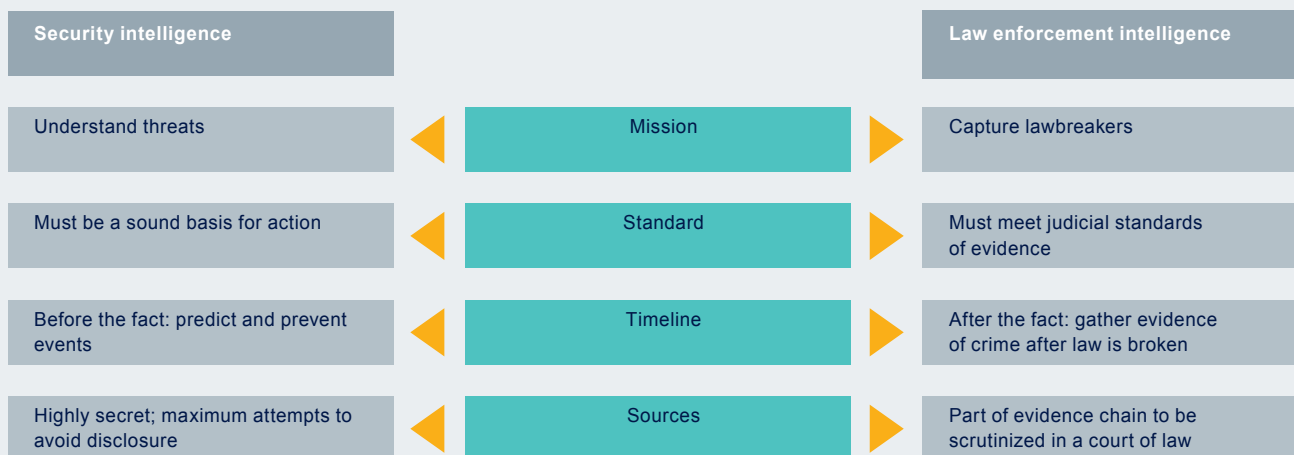 Security intelligence
Law enforcement intelligence
Understand threats
Mission
Capture lawbreakers
Must be a sound basis for action
Standard
Must meet judicial standards
of evidence
Before the fact: predict and prevent
events
Timeline
After the fact: gather evidence
of crime after law is broken
Highly secret; maximum attempts to
avoid disclosure
Sources
Part of evidence chain to be
scrutinized in a court of law